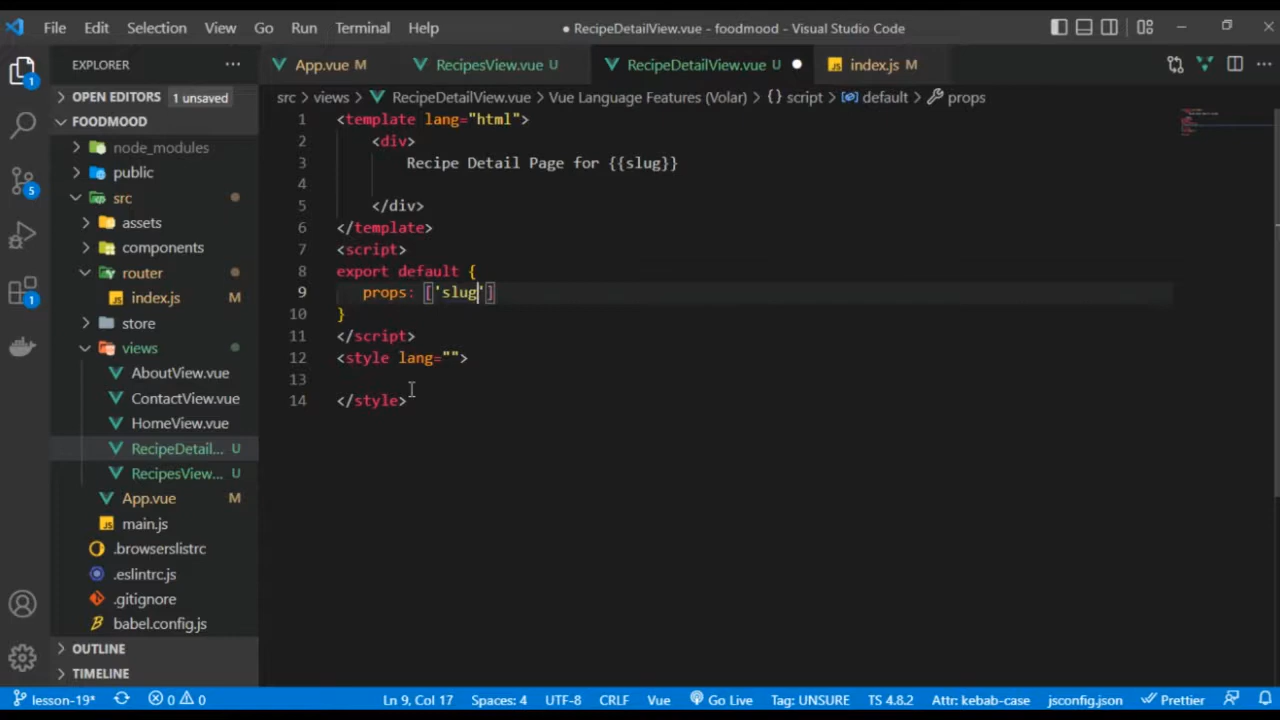 File Edit Selection View Go Run Terminal Help
● RecipeDetailView.vue - foodmood - Visual Studio Code
EXPLORER
App.vue M
RecipesView.vue U
RecipeDetailView.vue U
JS index.js M
OPEN EDITORS 1 unsaved
src > views > RecipeDetailView.vue > Vue Language Features (Volar) > {} script > default > props
FOODMOOD
node_modules
public
src
assets
components
router
JS index.js M
store
views
AboutView.vue
ContactView.vue
HomeView.vue
RecipeDetail... U
RecipesView... U
App.vue M
JS main.js
.browserslistrc
.eslintrc.js
.gitignore
babel.config.js
OUTLINE
TIMELINE
1
5
1
1 <template lang="html">
2 <div>
3 Recipe Detail Page for {{slug}}
4
5 </div>
6 </template>
7 <script>
8 export default {
9 props: ['slug']
10 }
11 </script>
12 <style lang="">
13
14 </style>
lesson-19* 0 0 Ln 9, Col 17 Spaces: 4 UTF-8 CRLF Vue Go Live Tag: UNSURE TS 4.8.2 Attr: kebab-case jsconfig.json Prettier